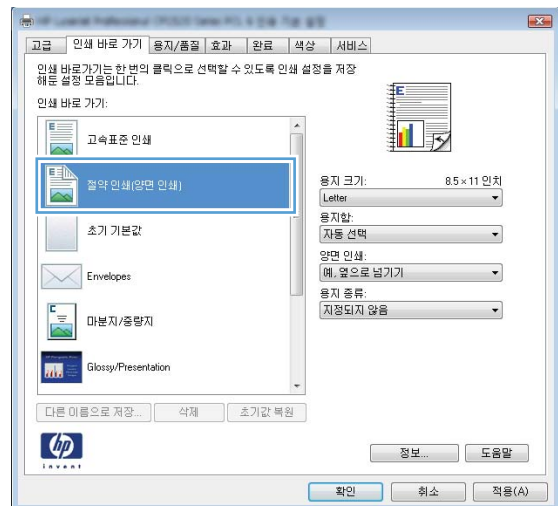 고급 인쇄 바로 가기 용지/품질 효과 완료 색상 서비스
인쇄 바로가기는 한 번의 클릭으로 선택할 수 있도록 인쇄 설정을 저장
해둔 설정 모음입니다.
인쇄 바로 가기:
고속표준 인쇄
절약 인쇄(양면 인쇄)
초기 기본값
Envelopes
마분지/중량지
Glossy/Presentation
다른 이름으로 저장... 삭제 초기값 복원
용지 크기: 8.5 × 11 인치
Letter
용지함:
자동 선택
양면 인쇄:
예, 옆으로 넘기기
용지 종류:
지정되지 않음
hp
invent
정보... 도움말
확인 취소 적용(A)